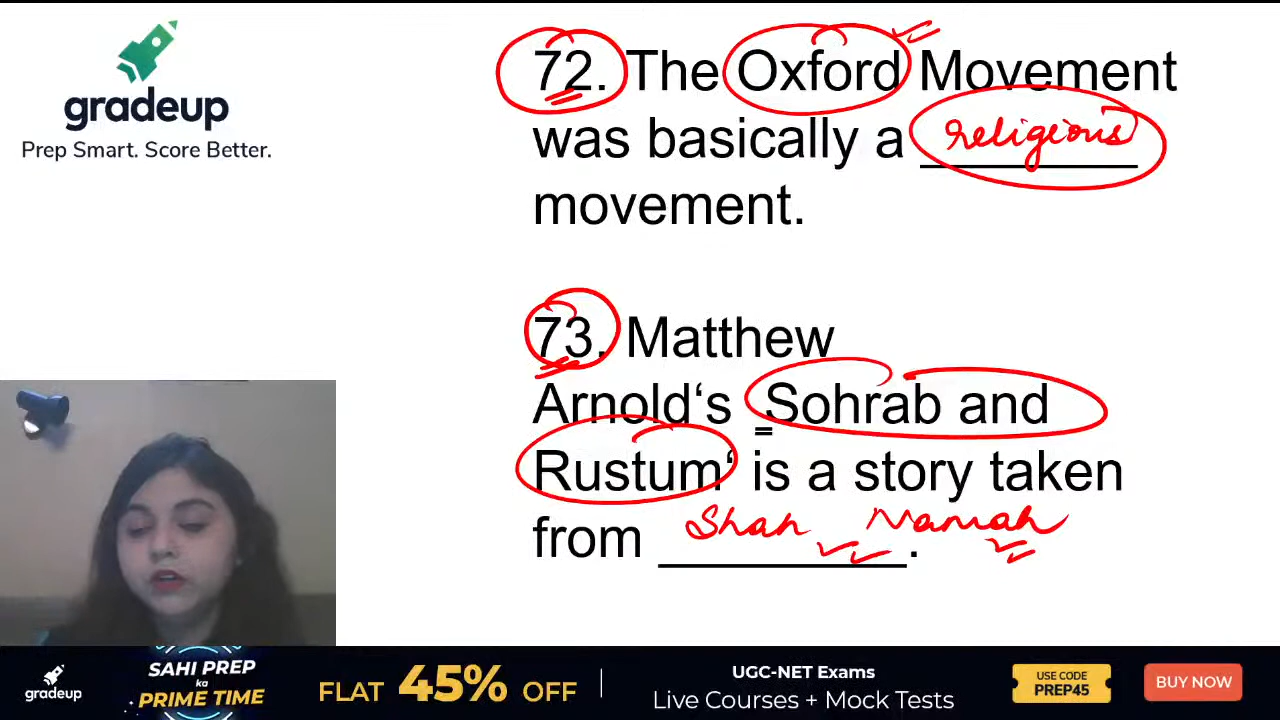 gradeup
Prep Smart. Score Better.
72. The Oxford Movement
was basically a religious
movement.
73. Matthew
Arnold‘s Sohrab and
Rustum‘ is a story taken
from Shah Namah.
gradeup
SAHI PREP
ka
PRIME TIME
FLAT 45% OFF
UGC-NET Exams
Live Courses + Mock Tests
USE CODE
PREP45
BUY NOW